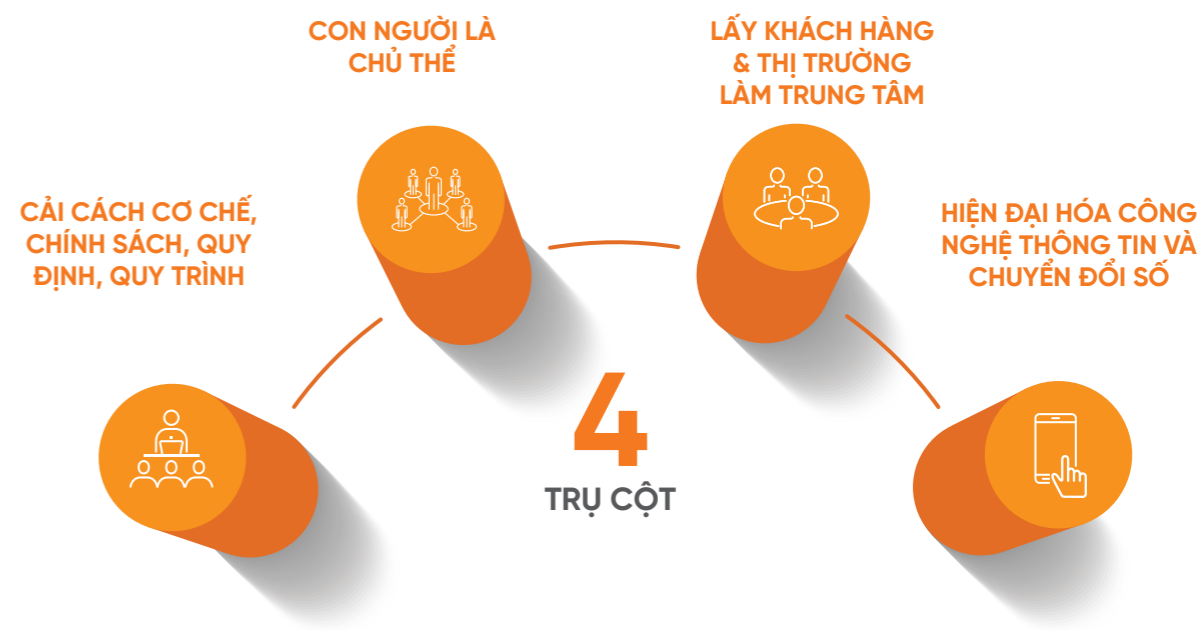 CON NGƯỜI LÀ
CHỦ THỂ
LẤY KHÁCH HÀNG
& THỊ TRƯỜNG
LÀM TRUNG TÂM
CẢI CÁCH CƠ CHẾ,
CHÍNH SÁCH, QUY
ĐỊNH, QUY TRÌNH
HIỆN ĐẠI HÓA CÔNG
NGHỆ THÔNG TIN VÀ
CHUYỂN ĐỔI SỐ
4
TRỤ CỘT